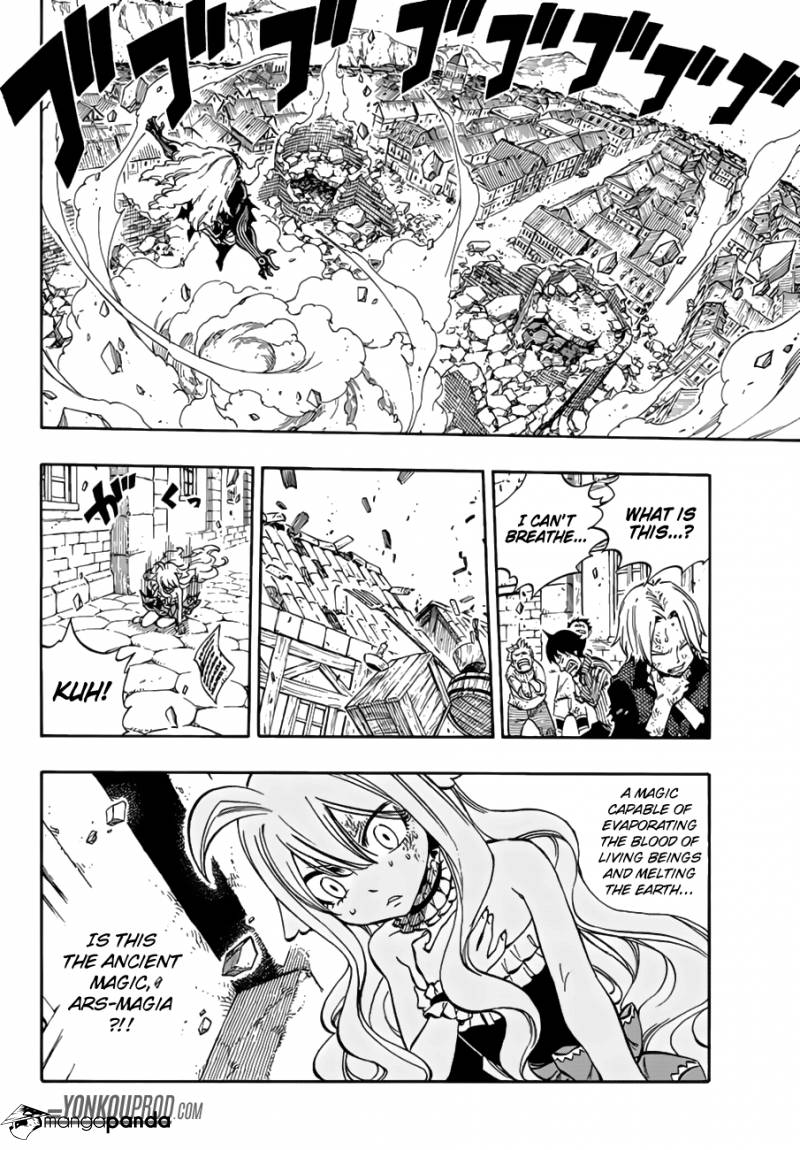 ゴゴゴゴゴゴゴゴ
WHAT IS
THIS...?
I CAN'T
BREATHE...
ガ
くっ
KUH!
A MAGIC
CAPABLE OF
EVAPORATING
THE BLOOD OF
LIVING BEINGS
AND MELTING
THE EARTH...
IS THIS
THE ANCIENT
MAGIC,
ARS-MAGIA
?!!
YONKOUPROD.COM
mangapanda